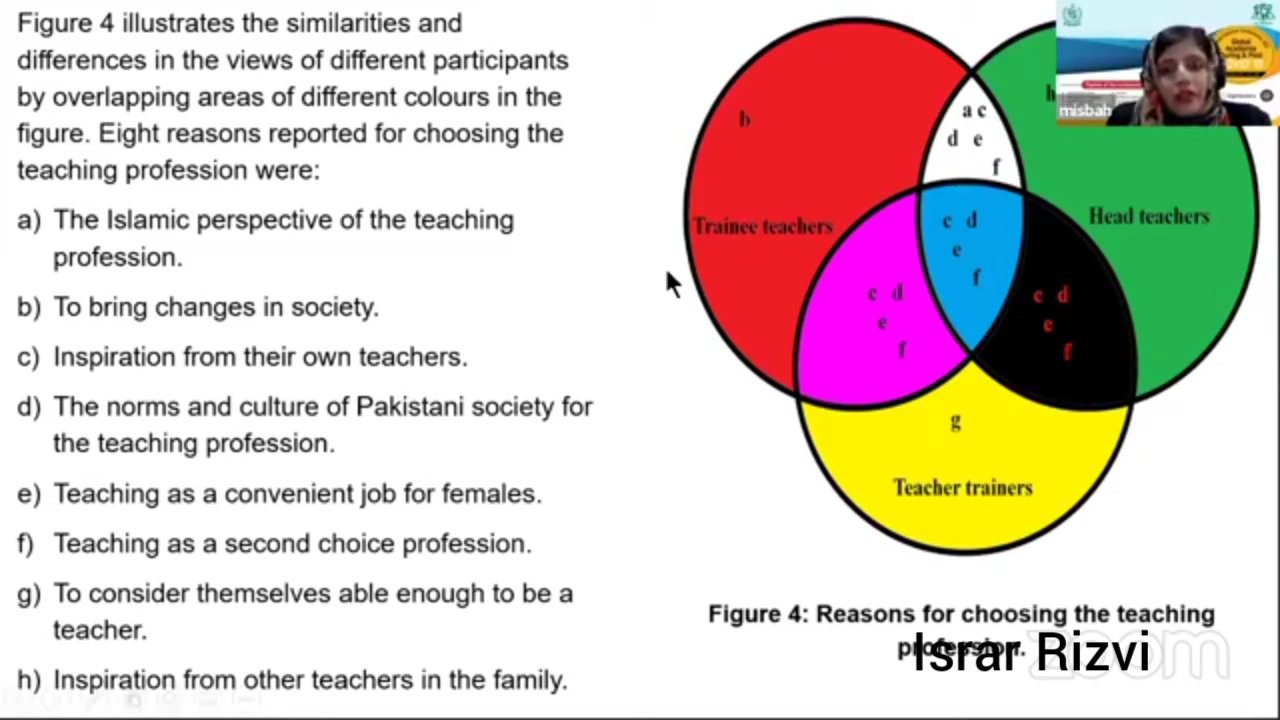 Figure 4 illustrates the similarities and
differences in the views of different participants
by overlapping areas of different colours in the
figure. Eight reasons reported for choosing the
teaching profession were:
a) The Islamic perspective of the teaching
profession.
b) To bring changes in society.
c) Inspiration from their own teachers.
d) The norms and culture of Pakistani society for
the teaching profession.
e) Teaching as a convenient job for females.
f) Teaching as a second choice profession.
g) To consider themselves able enough to be a
teacher.
h) Inspiration from other teachers in the family.
b
Trainee teachers
a c
d e
f
h
Head teachers
c d
e
f
c d
e
f
c d
e
f
g
Teacher trainers
Figure 4: Reasons for choosing the teaching
profession.
Israr Rizvi
zoom
misbah